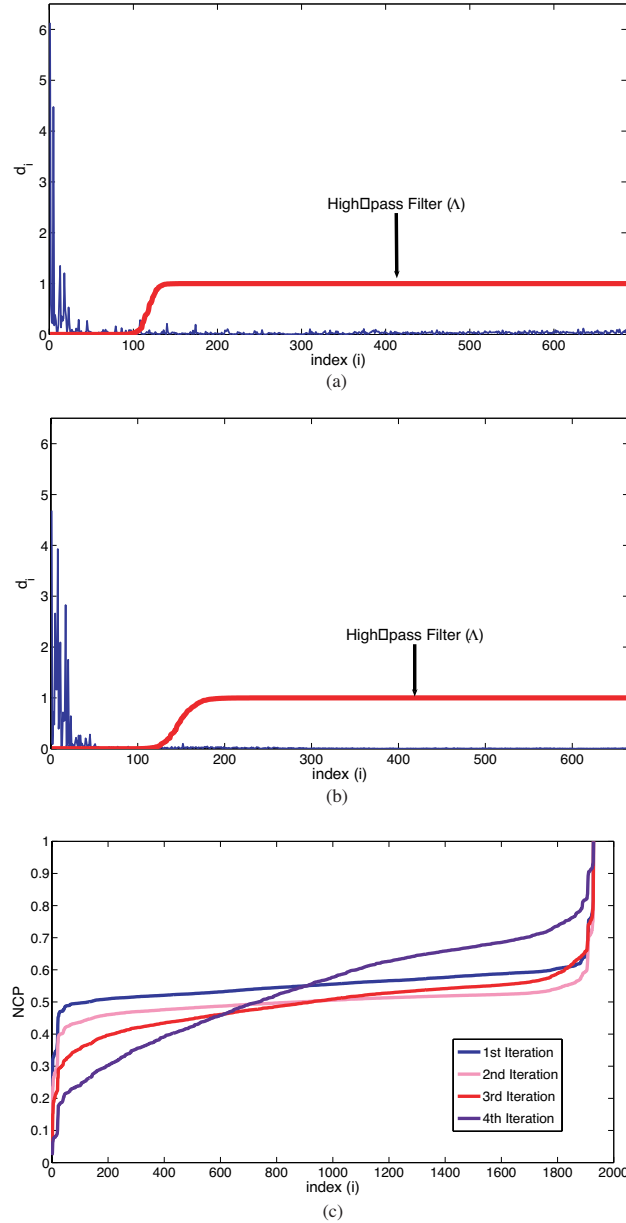 6
5
4
3
2
1
0
d_i
High□pass Filter (Λ)
0 100 200 300 400 500 600
index (i)
(a)
6
5
4
3
2
1
0
d_i
High□pass Filter (Λ)
0 100 200 300 400 500 600
index (i)
(b)
1
0.9
0.8
0.7
0.6
0.5
0.4
0.3
0.2
0.1
0
NCP
1st Iteration
2nd Iteration
3rd Iteration
4th Iteration
0 200 400 600 800 1000 1200 1400 1600 1800 2000
index (i)
(c)